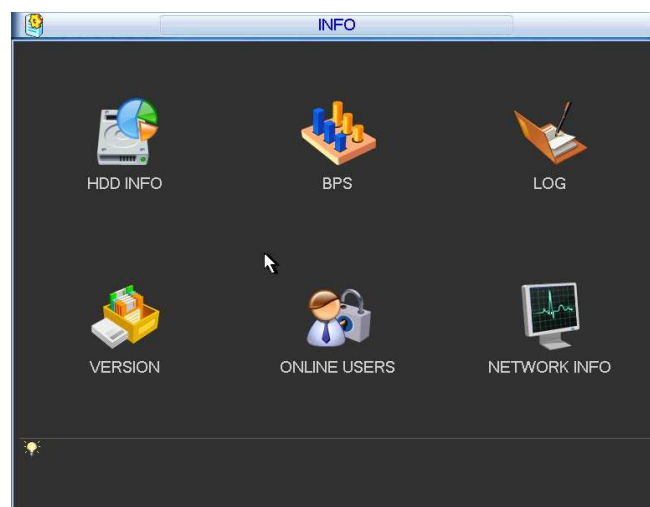 INFO
HDD INFO
BPS
LOG
VERSION
ONLINE USERS
NETWORK INFO